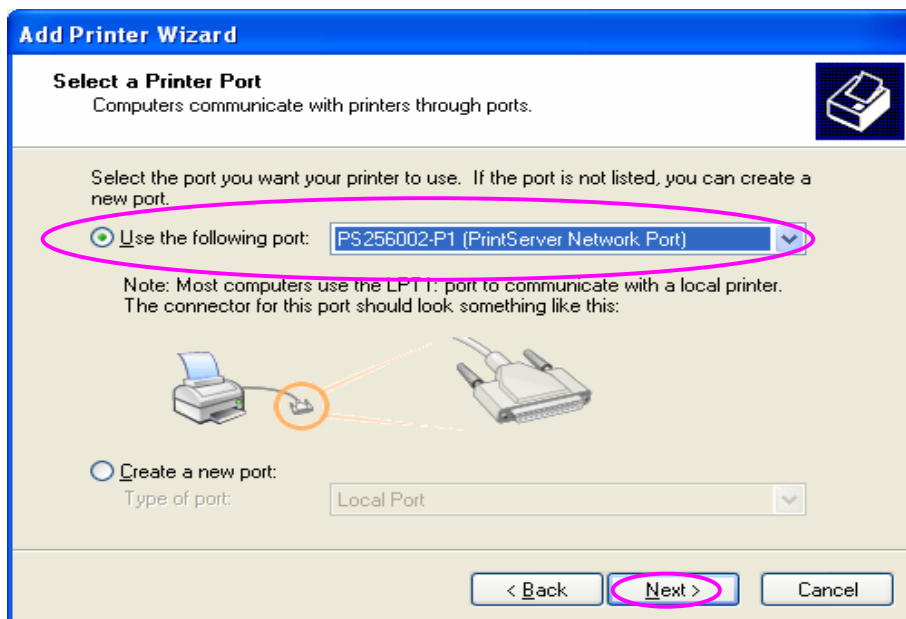 Add Printer Wizard
Select a Printer Port
Computers communicate with printers through ports.
Select the port you want your printer to use.  If the port is not listed, you can create a
new port.
Use the following port: PS256002-P1 (PrintServer Network Port)
Note: Most computers use the LPT1: port to communicate with a local printer.
The connector for this port should look something like this:
Create a new port:
Type of port: Local Port
< Back Next > Cancel